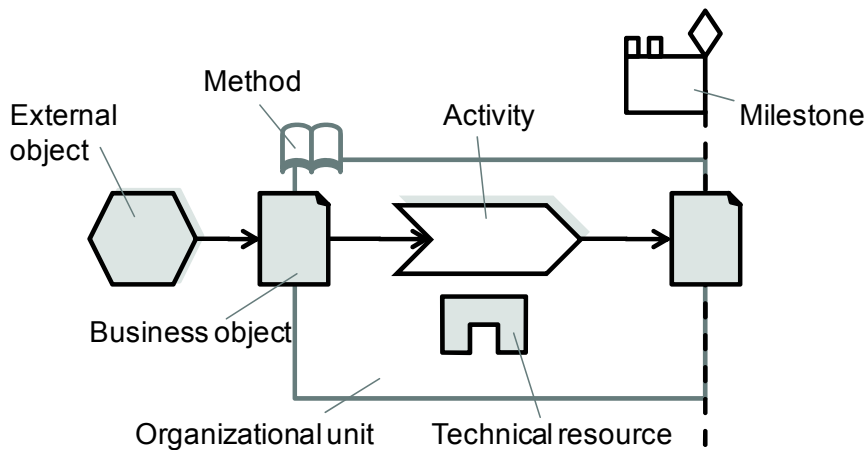 Method
External
object
Activity
Milestone
Business object
Organizational unit
Technical resource